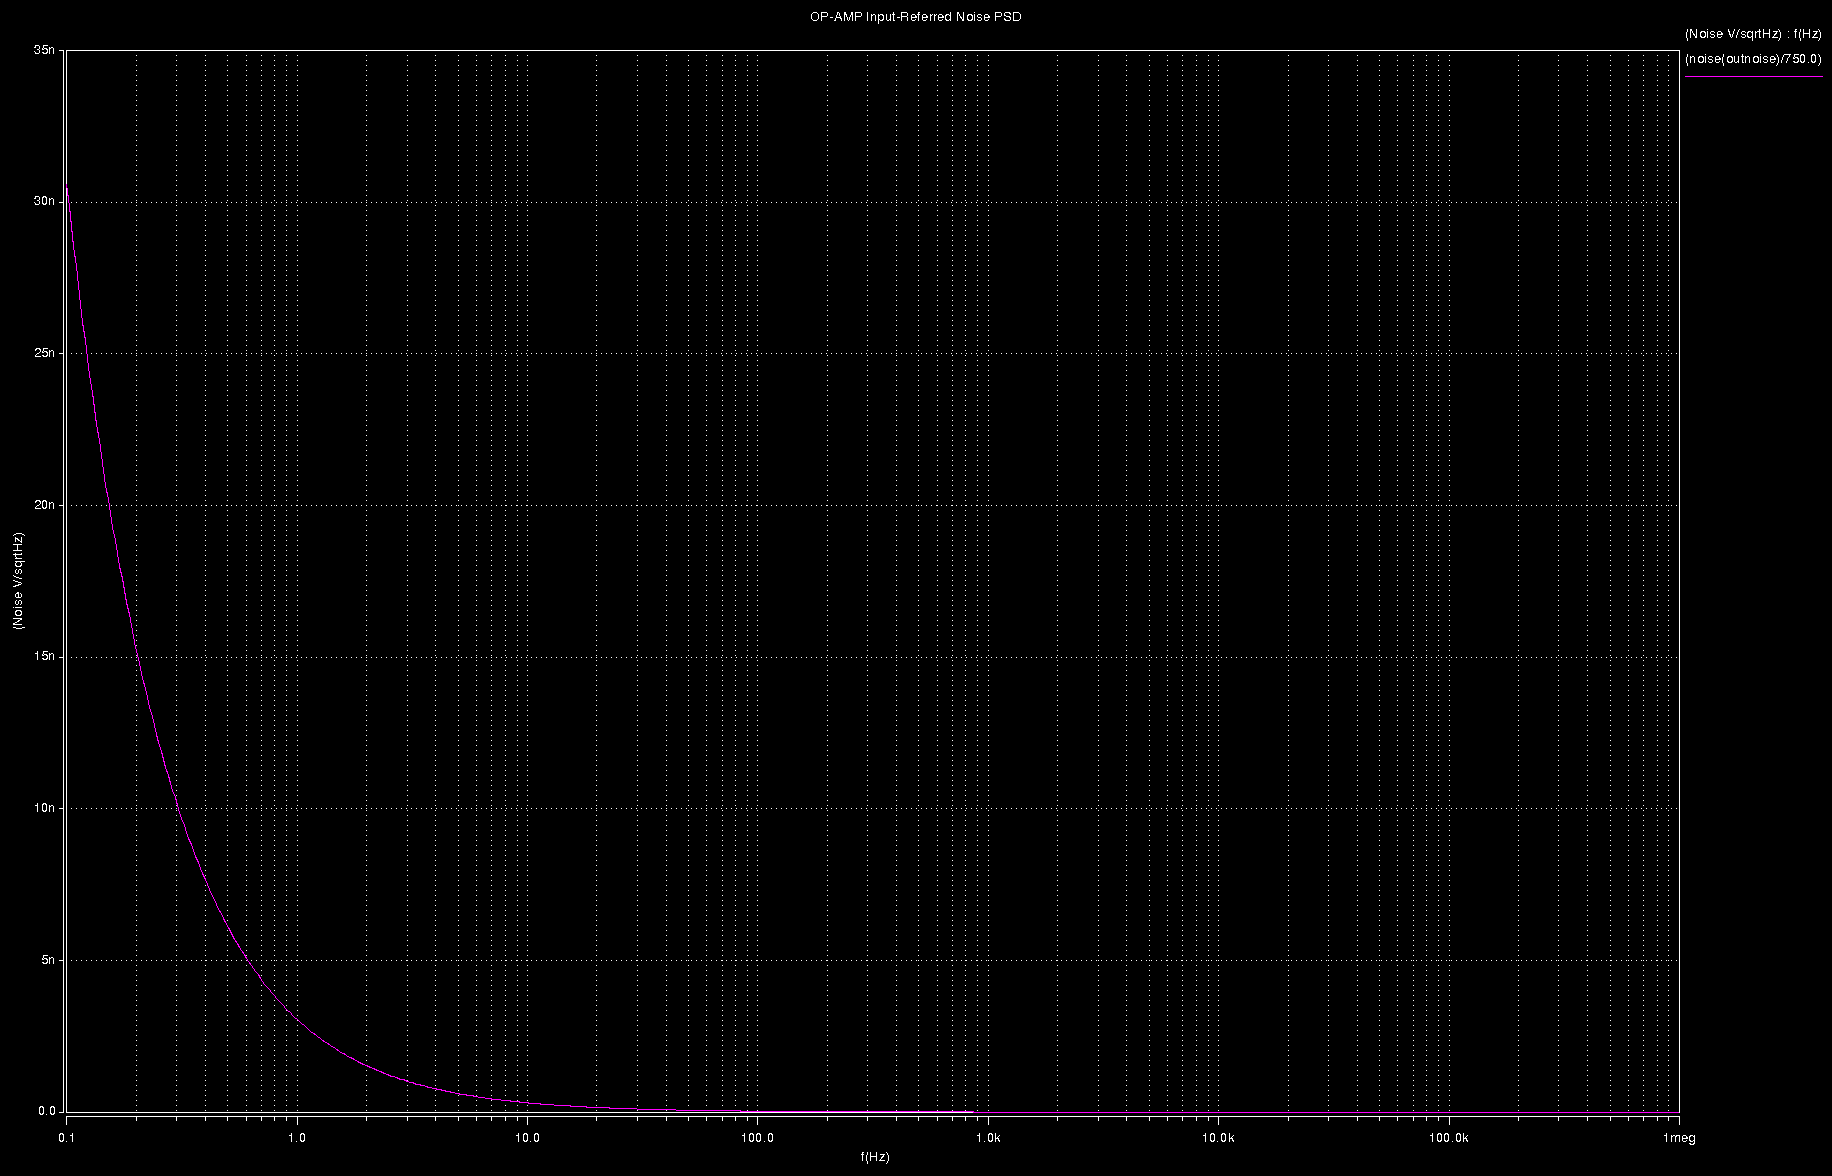 OP-AMP Input-Referred Noise PSD
(Noise V/sqrtHz) : f(Hz)
(noise(outnoise)/750.0)
35n
30n
25n
20n
15n
10n
5n
0.0
(Noise V/sqrtHz)
0.1 1.0 10.0 100.0 1.0k 10.0k 100.0k 1meg
f(Hz)